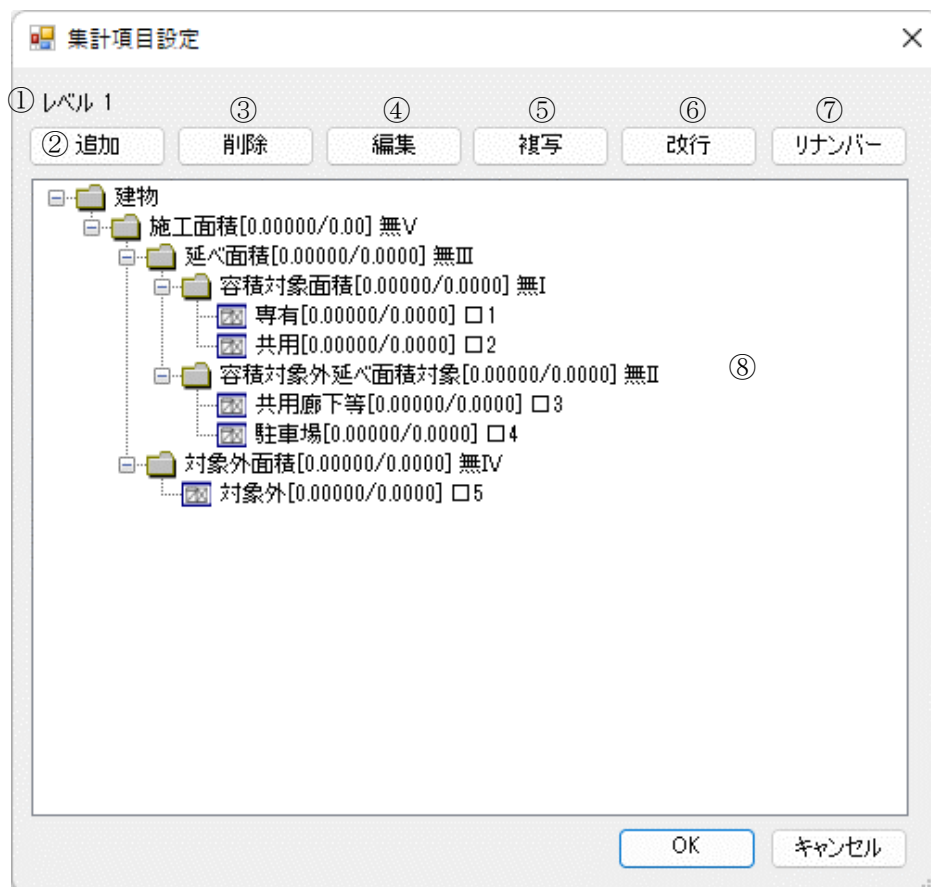 集計項目設定
① レベル 1
③ ④ ⑤ ⑥ ⑦
② 追加 削除 編集 複写 改行 リナンバー
建物
施工面積[0.00000/0.00] 無Ⅴ
延べ面積[0.00000/0.0000] 無Ⅲ
容積対象面積[0.00000/0.0000] 無Ⅰ
専有[0.00000/0.0000] 口1
共用[0.00000/0.0000] 口2
容積対象外延べ面積対象[0.00000/0.0000] 無Ⅱ ⑧
共用廊下等[0.00000/0.0000] 口3
駐車場[0.00000/0.0000] 口4
対象外面積[0.00000/0.0000] 無Ⅳ
対象外[0.00000/0.0000] 口5
OK キャンセル